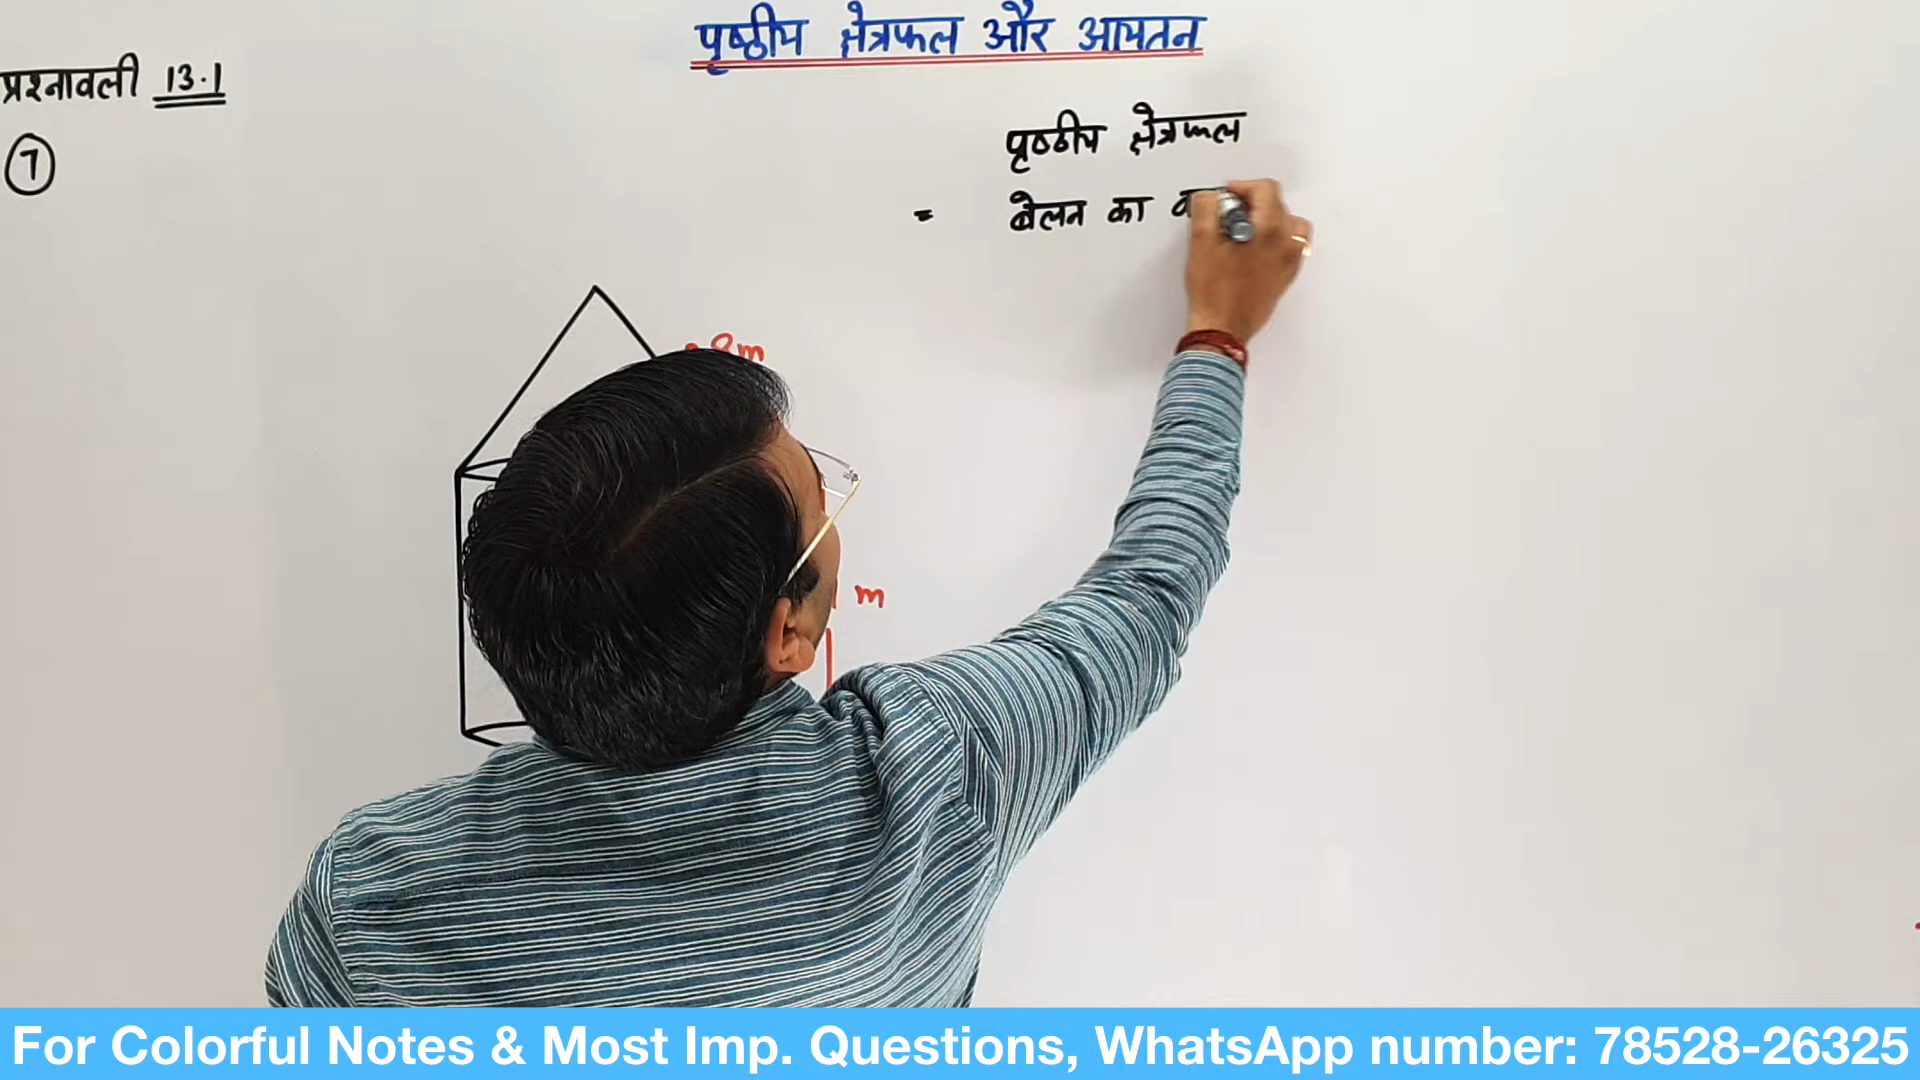 पृष्ठीय क्षेत्रफल और आयतन
प्रश्नावली 13.1
7
पृष्ठीय क्षेत्रफल
= बेलन का
m
For Colorful Notes & Most Imp. Questions, WhatsApp number: 78528-26325